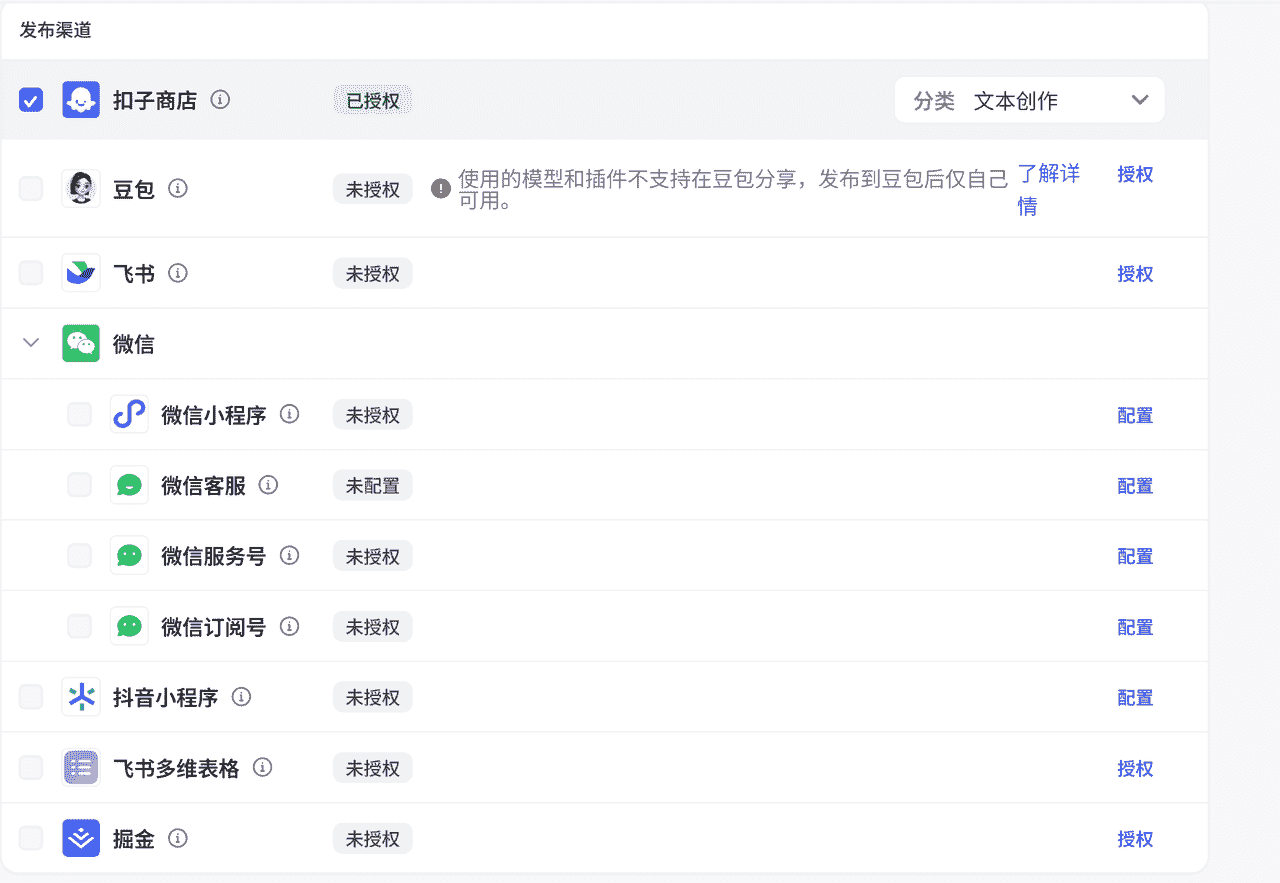 发布渠道
扣子商店 已授权 分类 文本创作
豆包 未授权 使用的模型和插件不支持在豆包分享，发布到豆包后仅自己可用。 了解详情 授权
飞书 未授权 授权
微信
微信小程序 未授权 配置
微信客服 未配置 配置
微信服务号 未授权 配置
微信订阅号 未授权 配置
抖音小程序 未授权 配置
飞书多维表格 未授权 授权
掘金 未授权 授权